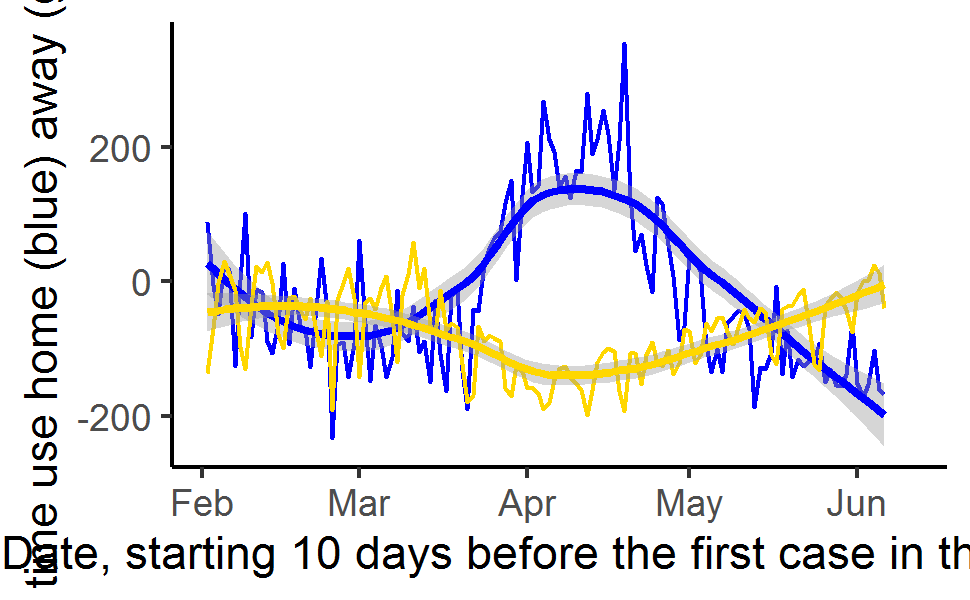 time use home (blue) away (
200
0
-200
Feb Mar Apr May Jun
Date, starting 10 days before the first case in th